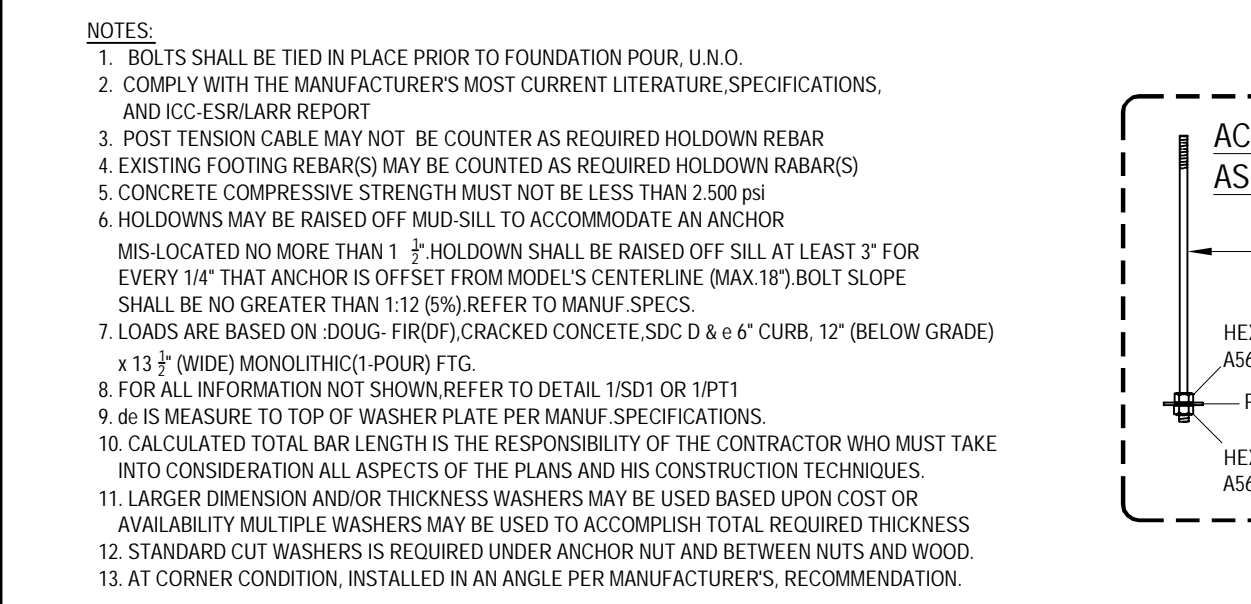 NOTES:
1. BOLTS SHALL BE TIED IN PLACE PRIOR TO FOUNDATION POUR, U.N.O.
2. COMPLY WITH THE MANUFACTURER'S MOST CURRENT LITERATURE,SPECIFICATIONS,
AND ICC-ESR/LARR REPORT
3. POST TENSION CABLE MAY NOT BE COUNTER AS REQUIRED HOLDOWN REBAR
4. EXISTING FOOTING REBAR(S) MAY BE COUNTED AS REQUIRED HOLDOWN RABAR(S)
5. CONCRETE COMPRESSIVE STRENGTH MUST NOT BE LESS THAN 2.500 psi
6. HOLDOWNS MAY BE RAISED OFF MUD-SILL TO ACCOMMODATE AN ANCHOR
MIS-LOCATED NO MORE THAN 1 1/2".HOLDOWN SHALL BE RAISED OFF SILL AT LEAST 3" FOR
EVERY 1/4" THAT ANCHOR IS OFFSET FROM MODEL'S CENTERLINE (MAX.18").BOLT SLOPE
SHALL BE NO GREATER THAN 1:12 (5%).REFER TO MANUF.SPECS.
7. LOADS ARE BASED ON :DOUG- FIR(DF),CRACKED CONCETE,SDC D & e 6" CURB, 12" (BELOW GRADE)
x 13 1/2" (WIDE) MONOLITHIC(1-POUR) FTG.
8. FOR ALL INFORMATION NOT SHOWN,REFER TO DETAIL 1/SD1 OR 1/PT1
9. de IS MEASURE TO TOP OF WASHER PLATE PER MANUF.SPECIFICATIONS.
10. CALCULATED TOTAL BAR LENGTH IS THE RESPONSIBILITY OF THE CONTRACTOR WHO MUST TAKE
INTO CONSIDERATION ALL ASPECTS OF THE PLANS AND HIS CONSTRUCTION TECHNIQUES.
11. LARGER DIMENSION AND/OR THICKNESS WASHERS MAY BE USED BASED UPON COST OR
AVAILABILITY MULTIPLE WASHERS MAY BE USED TO ACCOMPLISH TOTAL REQUIRED THICKNESS
12. STANDARD CUT WASHERS IS REQUIRED UNDER ANCHOR NUT AND BETWEEN NUTS AND WOOD.
13. AT CORNER CONDITION, INSTALLED IN AN ANGLE PER MANUFACTURER'S, RECOMMENDATION.
AC
AS
HEX
A56
P
HEX
A56